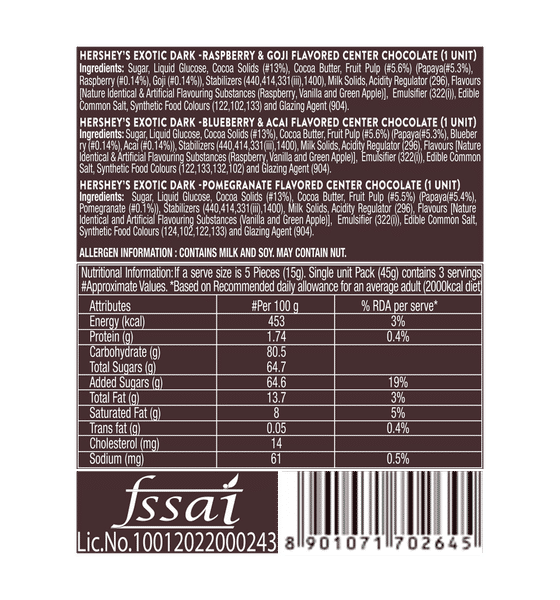 HERSHEY'S EXOTIC DARK -RASPBERRY & GOJI FLAVORED CENTER CHOCOLATE (1 UNIT)
Ingredients: Sugar, Liquid Glucose, Cocoa Solids (#13%), Cocoa Butter, Fruit Pulp (#5.6%) (Papaya(#5.3%),
Raspberry (#0.14%), Goji (#0.14%)), Stabilizers (440,414,331(iii),1400), Milk Solids, Acidity Regulator (296), Flavours
[Nature Identical & Artificial Flavouring Substances (Raspberry, Vanilla and Green Apple)], Emulsifier (322(i)), Edible
Common Salt, Synthetic Food Colours (122,102,133) and Glazing Agent (904).
HERSHEY'S EXOTIC DARK -BLUEBERRY & ACAI FLAVORED CENTER CHOCOLATE (1 UNIT)
Ingredients: Sugar, Liquid Glucose, Cocoa Solids (#13%), Cocoa Butter, Fruit Pulp (#5.6%) (Papaya(#5.3%), Blueber
ry (#0.14%), Acai (#0.14%)), Stabilizers (440,414,331(iii),1400), Milk Solids, Acidity Regulator (296), Flavours [Nature
Identical & Artificial Flavouring Substances (Raspberry, Vanilla and Green Apple)], Emulsifier (322(i)), Edible Common
Salt, Synthetic Food Colours (122,133,132,102) and Glazing Agent (904).
HERSHEY'S EXOTIC DARK -POMEGRANATE FLAVORED CENTER CHOCOLATE (1 UNIT)
Ingredients: Sugar, Liquid Glucose, Cocoa Solids (#13%), Cocoa Butter, Fruit Pulp (#5.5%) (Papaya(#5.4%),
Pomegranate (#0.1%)), Stabilizers (440,414,331(iii),1400), Milk Solids, Acidity Regulator (296), Flavours [Nature
Identical and Artificial Flavouring Substances (Vanilla and Green Apple)], Emulsifier (322(i)), Edible Common Salt,
Synthetic Food Colours (124,102,122,133) and Glazing Agent (904).
ALLERGEN INFORMATION : CONTAINS MILK AND SOY. MAY CONTAIN NUT.
Nutritional Information: If a serve size is 5 Pieces (15g). Single unit Pack (45g) contains 3 servings
#Approximate Values. *Based on Recommended daily allowance for an average adult (2000kcal diet
Attributes #Per 100 g % RDA per serve*
Energy (kcal) 453 3%
Protein (g) 1.74 0.4%
Carbohydrate (g) 80.5
Total Sugars (g) 64.7
Added Sugars (g) 64.6 19%
Total Fat (g) 13.7 3%
Saturated Fat (g) 8 5%
Trans fat (g) 0.05 0.4%
Cholesterol (mg) 14
Sodium (mg) 61 0.5%
fssai
Lic.No.10012022000243
8 901071 702645